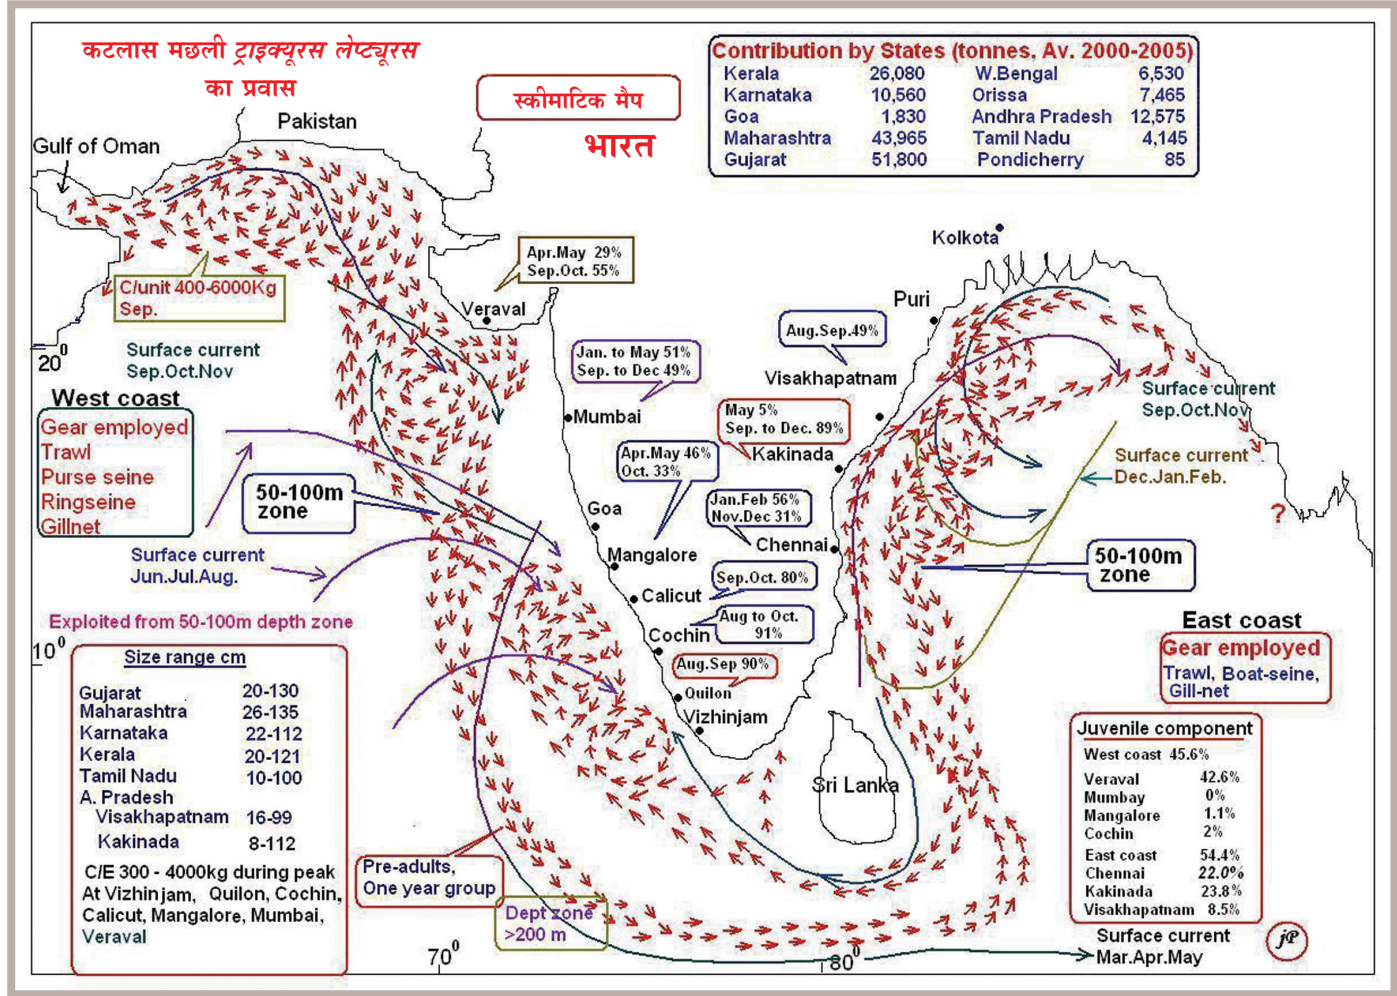 कटलास मछली ट्राइक्यूरस लेप्ट्यूरस
का प्रवास
स्कीमाटिक मैप
भारत
Contribution by States (tonnes, Av. 2000-2005)
Kerala 26,080 W.Bengal 6,530
Karnataka 10,560 Orissa 7,465
Goa 1,830 Andhra Pradesh 12,575
Maharashtra 43,965 Tamil Nadu 4,145
Gujarat 51,800 Pondicherry 85
Pakistan
Gulf of Oman
Kolkota
Apr.May 29%
Sep.Oct. 55%
C/unit 400-6000Kg
Sep.
Veraval
Puri
Aug.Sep.49%
20⁰
Surface current
Sep.Oct.Nov
Jan. to May 51%
Sep. to Dec 49%
Visakhapatnam
Surface current
Sep.Oct.Nov
West coast
Gear employed
Trawl
Purse seine
Ringseine
Gillnet
Mumbai
May 5%
Sep. to Dec. 89%
Kakinada
Apr.May 46%
Oct. 33%
Surface current
Dec.Jan.Feb.
50-100m
zone
Goa
Jan.Feb 56%
Nov.Dec 31%
Chennai
?
Surface current
Jun.Jul.Aug.
Mangalore
50-100m
zone
Sep.Oct. 80%
Calicut
Exploited from 50-100m depth zone
Aug to Oct.
91%
Cochin
East coast
Gear employed
Trawl, Boat-seine,
Gill-net
10⁰
Size range cm
Gujarat 20-130
Maharashtra 26-135
Karnataka 22-112
Kerala 20-121
Tamil Nadu 10-100
A. Pradesh
Visakhapatnam 16-99
Kakinada 8-112
C/E 300 - 4000kg during peak
At Vizhinjam, Quilon, Cochin,
Calicut, Mangalore, Mumbai,
Veraval
Aug.Sep 90%
Quilon
Vizhinjam
Sri Lanka
Juvenile component
West coast 45.6%
Veraval 42.6%
Mumbay 0%
Mangalore 1.1%
Cochin 2%
East coast 54.4%
Chennai 22.0%
Kakinada 23.8%
Visakhapatnam 8.5%
Pre-adults,
One year group
Dept zone
>200 m
Surface current
Mar.Apr.May
jP
70⁰
80⁰